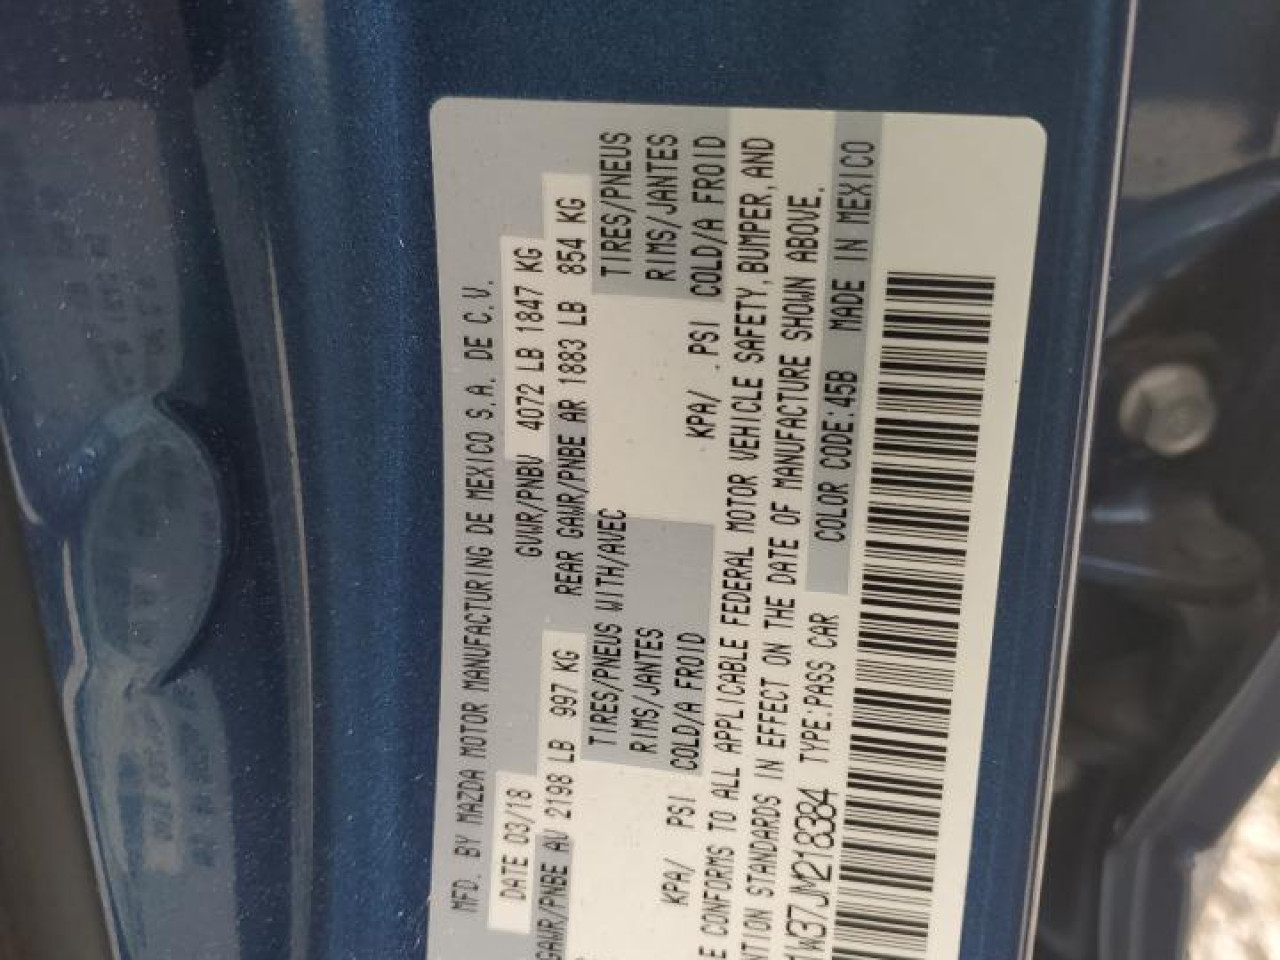 MFD. BY MAZDA MOTOR MANUFACTURING DE MEXICO S.A. DE C.V.
DATE 03/18 GVWR/PNBV 4072 LB 1847 KG
GAWR/PNBE AV 2198 LB 997 KG REAR GAWR/PNBE AR 1883 LB 854 KG
TIRES/PNEUS WITH/AVEC TIRES/PNEUS
RIMS/JANTES RIMS/JANTES
KPA/ PSI COLD/A FROID KPA/ .PSI COLD/A FROID
CONFORMS TO ALL APPLICABLE FEDERAL MOTOR VEHICLE SAFETY, BUMPER, AND
STANDARDS IN EFFECT ON THE DATE OF MANUFACTURE SHOWN ABOVE.
1W37JM218384 TYPE:PASS CAR COLOR CODE:45B MADE IN MEXICO